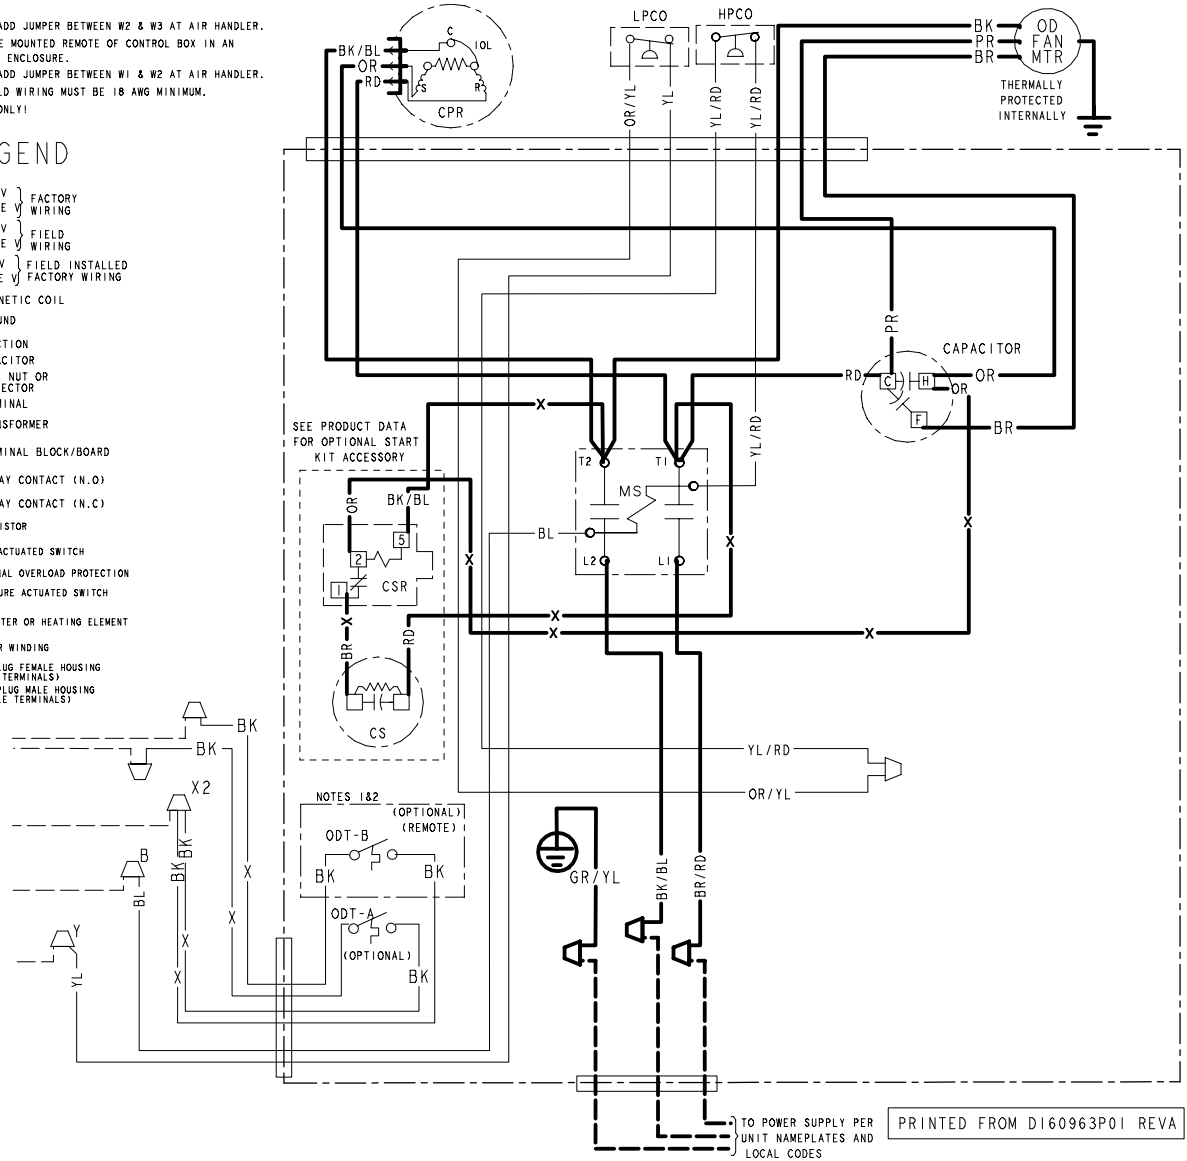 ADD JUMPER BETWEEN W2 & W3 AT AIR HANDLER.
E MOUNTED REMOTE OF CONTROL BOX IN AN
ENCLOSURE.
ADD JUMPER BETWEEN W1 & W2 AT AIR HANDLER.
LD WIRING MUST BE 18 AWG MINIMUM.
ONLY!
GEND
V
E V
FACTORY
WIRING
V
E V
FIELD
WIRING
V
E V
FIELD INSTALLED
FACTORY WIRING
NETIC COIL
UND
CTION
ACITOR
NUT OR
ECTOR
MINAL
NSFORMER
MINAL BLOCK/BOARD
AY CONTACT (N.O)
AY CONTACT (N.C)
ISTOR
ACTUATED SWITCH
NAL OVERLOAD PROTECTION
URE ACTUATED SWITCH
TER OR HEATING ELEMENT
R WINDING
LUG FEMALE HOUSING
TERMINALS)
PLUG MALE HOUSING
LE TERMINALS)
BK/BL
OR
RD
C
IOL
S
R
CPR
LPCO
HPCO
OR/YL
YL
YL/RD
YL/RD
BK
PR
BR
OD
FAN
MTR
THERMALLY
PROTECTED
INTERNALLY
PR
CAPACITOR
RD
C
H
OR
OR
F
BR
X
YL/RD
SEE PRODUCT DATA
FOR OPTIONAL START
KIT ACCESSORY
OR
BK/BL
5
2
1
CSR
X
X
BR
RD
CS
T2
T1
MS
BL
L2
L1
X
X
X
X
X
YL/RD
OR/YL
BK
BK
X2
BK
BK
B
BL
Y
YL
X
X
X
X
NOTES 1&2
(OPTIONAL)
(REMOTE)
ODT-B
BK
BK
ODT-A
(OPTIONAL)
BK
GR/YL
BK/BL
BR/RD
TO POWER SUPPLY PER
UNIT NAMEPLATES AND
LOCAL CODES
PRINTED FROM D160963P01 REVA